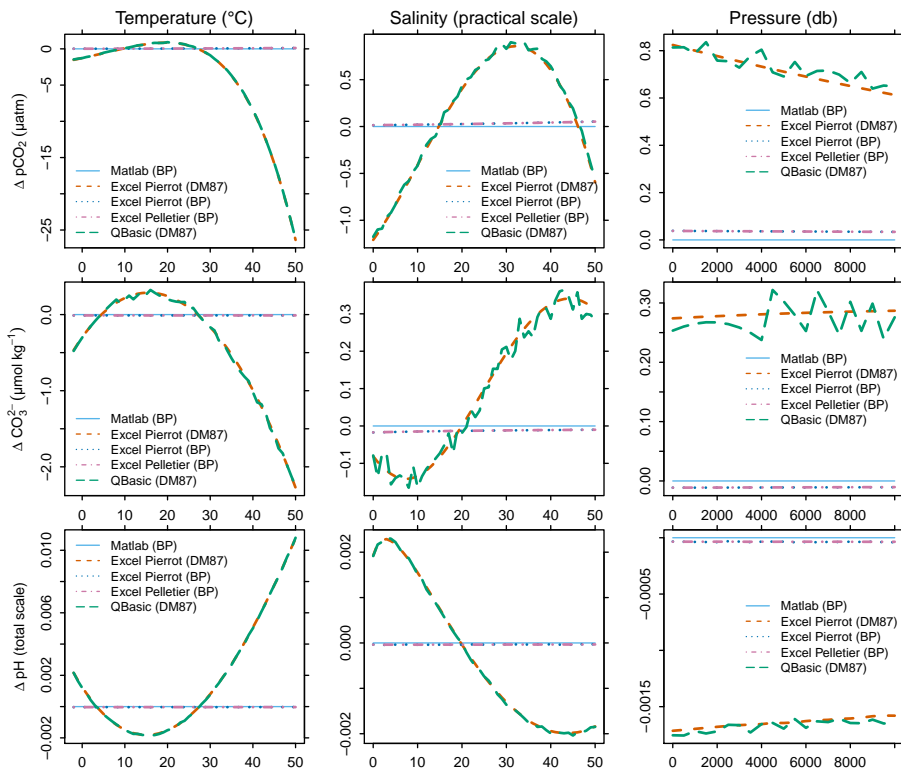 Temperature (°C)
Salinity (practical scale)
Pressure (db)
Δ pCO₂ (µatm)
0
−5
−15
−25
Matlab (BP)
Excel Pierrot (DM87)
Excel Pierrot (BP)
Excel Pelletier (BP)
QBasic (DM87)
0 10 20 30 40 50
0.5
0.0
−0.5
−1.0
Matlab (BP)
Excel Pierrot (DM87)
Excel Pierrot (BP)
Excel Pelletier (BP)
QBasic (DM87)
0 10 20 30 40 50
0.8
0.6
0.4
0.2
0.0
Matlab (BP)
Excel Pierrot (DM87)
Excel Pierrot (BP)
Excel Pelletier (BP)
QBasic (DM87)
0 2000 4000 6000 8000
Δ CO₃²⁻ (µmol kg⁻¹)
0.0
−1.0
−2.0
Matlab (BP)
Excel Pierrot (DM87)
Excel Pierrot (BP)
Excel Pelletier (BP)
QBasic (DM87)
0 10 20 30 40 50
0.3
0.2
0.1
0.0
−0.1
0 10 20 30 40 50
0.30
0.20
0.10
0.00
Matlab (BP)
Excel Pierrot (DM87)
Excel Pierrot (BP)
Excel Pelletier (BP)
QBasic (DM87)
0 2000 4000 6000 8000
Δ pH (total scale)
0.010
0.006
0.002
−0.002
Matlab (BP)
Excel Pierrot (DM87)
Excel Pierrot (BP)
Excel Pelletier (BP)
QBasic (DM87)
0 10 20 30 40 50
0.002
0.000
−0.002
0 10 20 30 40 50
−0.0005
−0.0015
Matlab (BP)
Excel Pierrot (DM87)
Excel Pierrot (BP)
Excel Pelletier (BP)
QBasic (DM87)
0 2000 4000 6000 8000